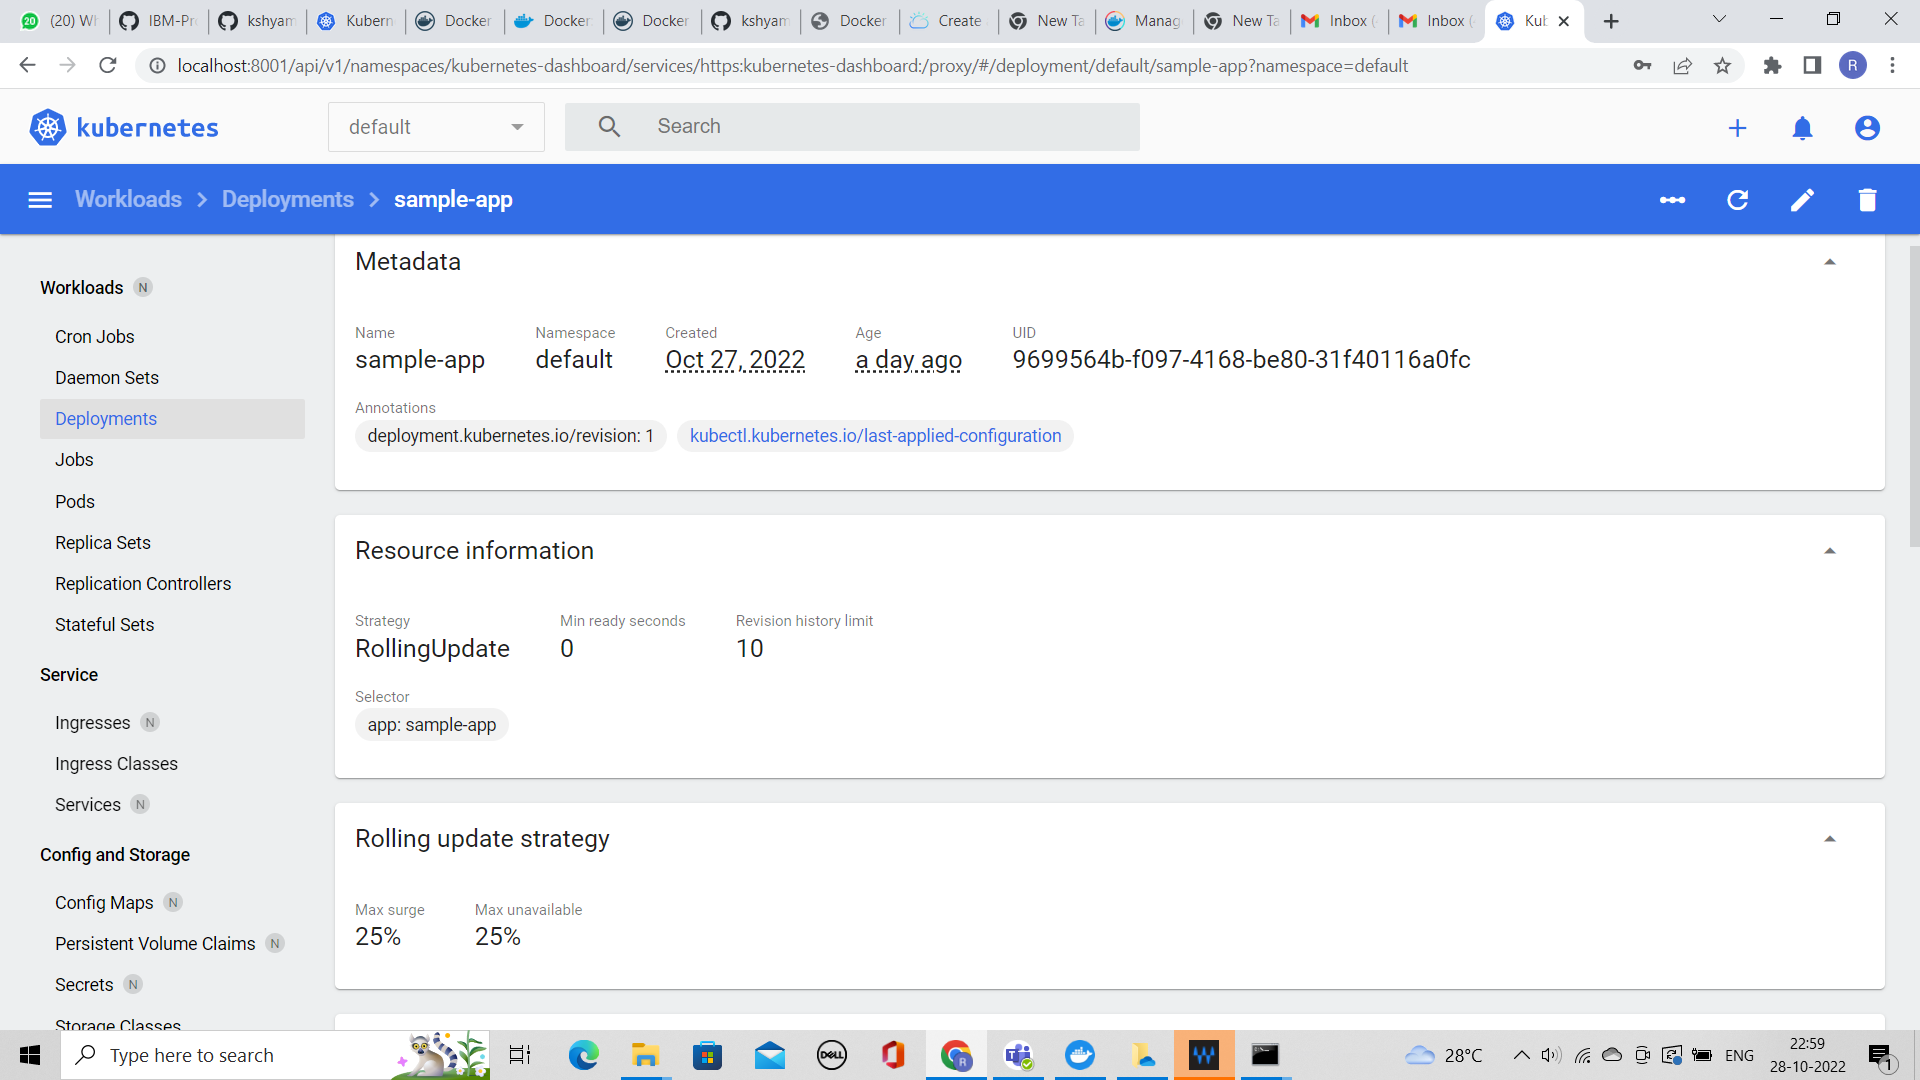 (20) Wh
IBM-Pro
kshyam
Kubern
Docker
Docker
Docker
kshyam
Docker
Create
New Ta
Manag
New Ta
Inbox (
Inbox (
Kub
localhost:8001/api/v1/namespaces/kubernetes-dashboard/services/https:kubernetes-dashboard:/proxy/#/deployment/default/sample-app?namespace=default
R
kubernetes
default
Search
Workloads
Deployments
sample-app
Workloads N
Cron Jobs
Daemon Sets
Deployments
Jobs
Pods
Replica Sets
Replication Controllers
Stateful Sets
Service
Ingresses N
Ingress Classes
Services N
Config and Storage
Config Maps N
Persistent Volume Claims N
Secrets N
Storage Classes
Metadata
Name
sample-app
Namespace
default
Created
Oct 27, 2022
Age
a day ago
UID
9699564b-f097-4168-be80-31f40116a0fc
Annotations
deployment.kubernetes.io/revision: 1
kubectl.kubernetes.io/last-applied-configuration
Resource information
Strategy
RollingUpdate
Min ready seconds
0
Revision history limit
10
Selector
app: sample-app
Rolling update strategy
Max surge
25%
Max unavailable
25%
Type here to search
DELL
28°C
ENG
22:59
28-10-2022
1